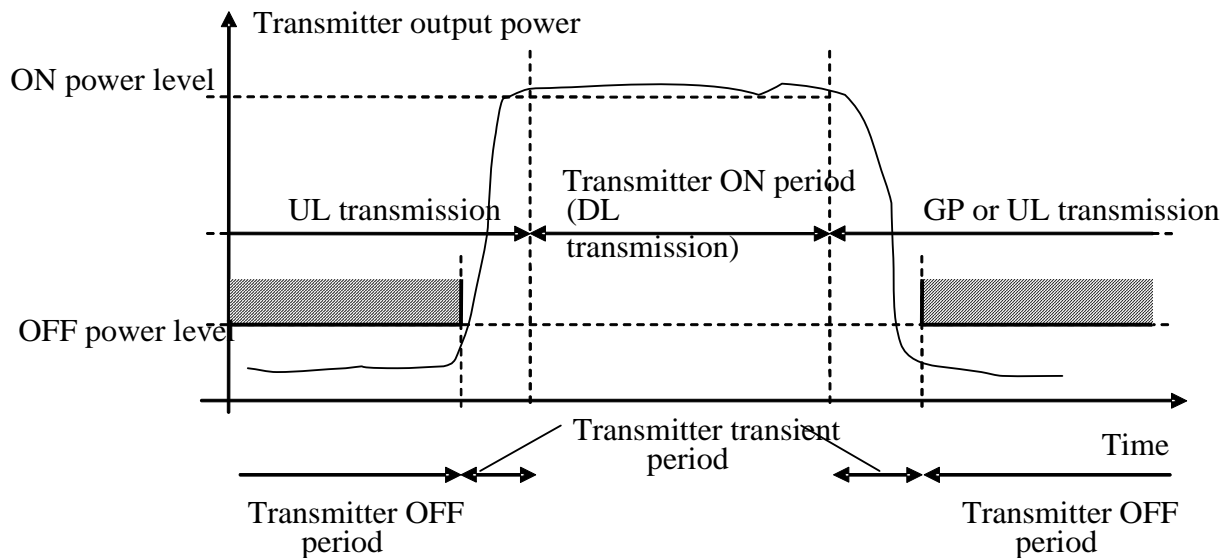 Transmitter output power
ON power level
Transmitter ON period
UL transmission
(DL
transmission)
GP or UL transmission
OFF power level
Transmitter transient
period
Time
Transmitter OFF
period
Transmitter OFF
period